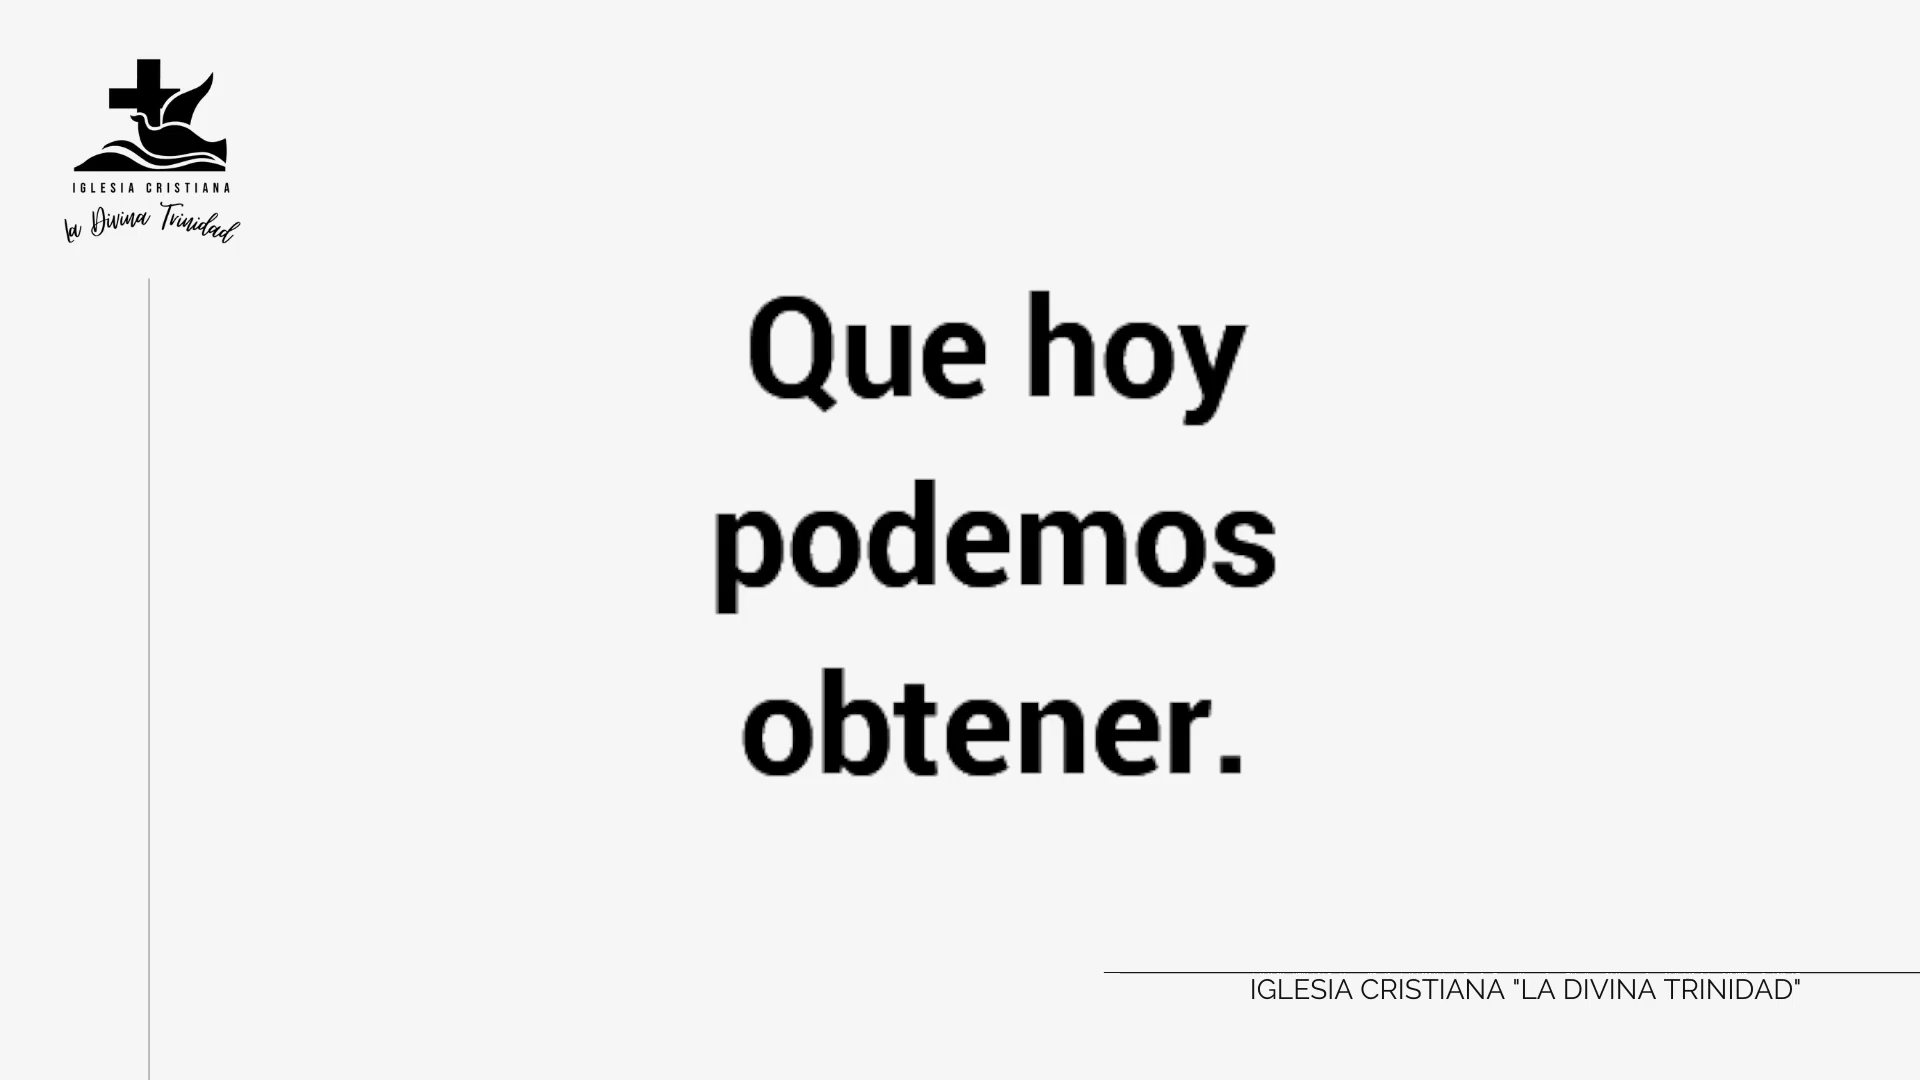 IGLESIA CRISTIANA
la Divina Trinidad
Que hoy
podemos
obtener.
IGLESIA CRISTIANA "LA DIVINA TRINIDAD"